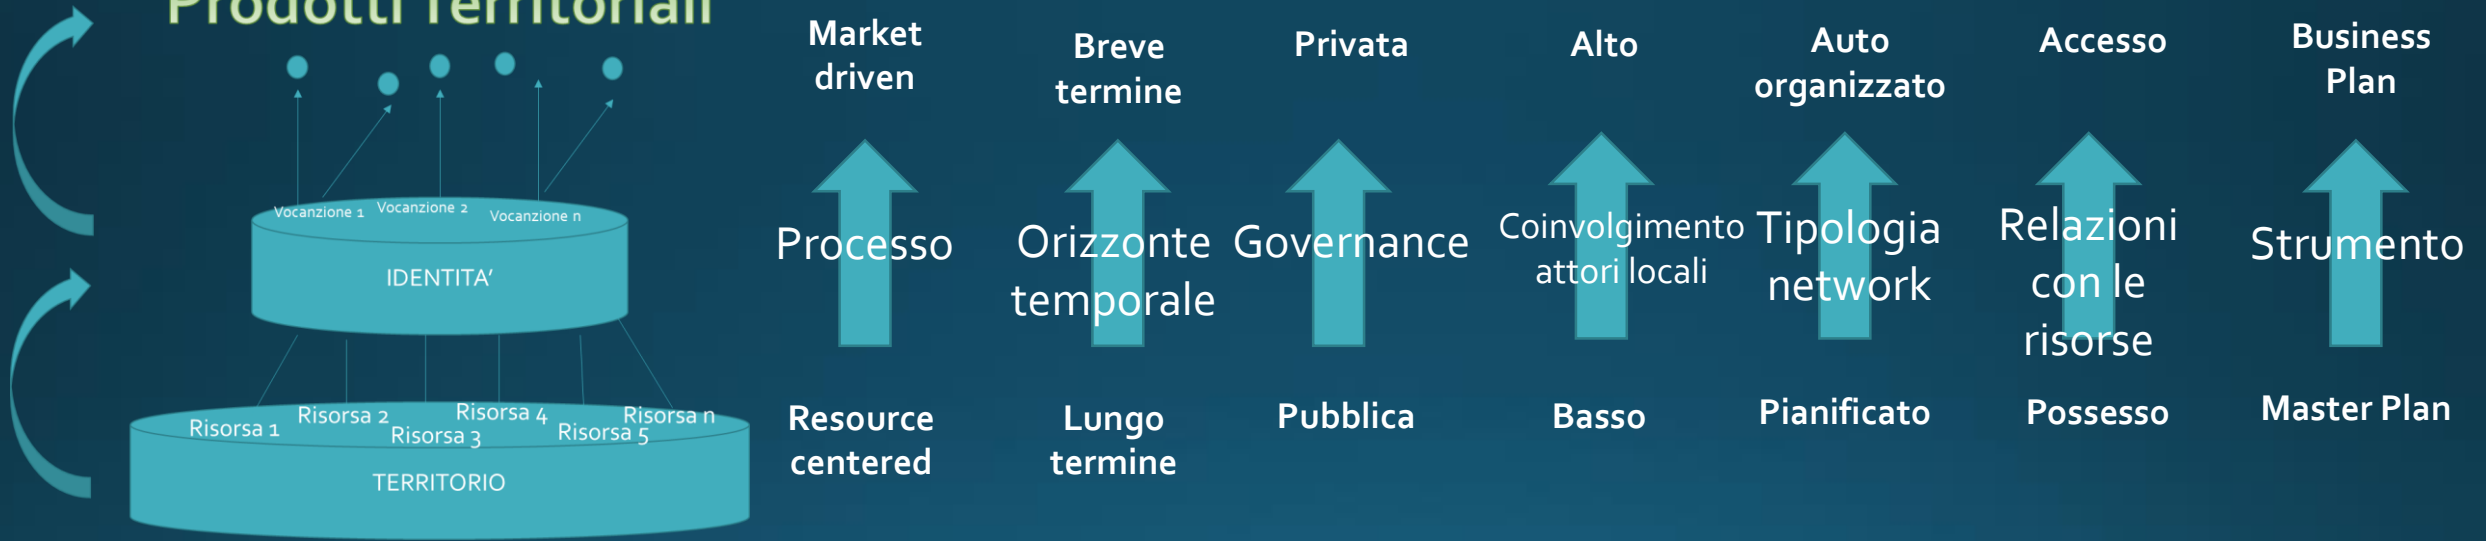 Prodotti Territoriali
Vocanzione 1
Vocanzione 2
Vocanzione n
IDENTITA’
Risorsa 1
Risorsa 2
Risorsa 3
Risorsa 4
Risorsa 5
Risorsa n
TERRITORIO
Market
driven
Processo
Resource
centered
Breve
termine
Orizzonte
temporale
Lungo
termine
Privata
Governance
Pubblica
Alto
Coinvolgimento
attori locali
Basso
Auto
organizzato
Tipologia
network
Pianificato
Accesso
Relazioni
con le
risorse
Possesso
Business
Plan
Strumento
Master Plan